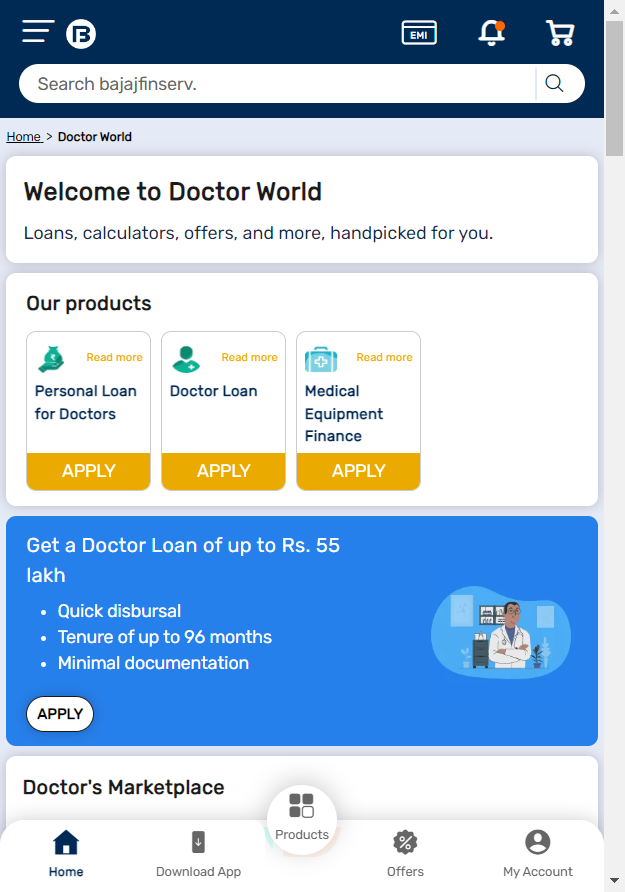 EMI
Search bajajfinserv.
Home > Doctor World
Welcome to Doctor World
Loans, calculators, offers, and more, handpicked for you.
Our products
Read more
Personal Loan
for Doctors
APPLY
Read more
Doctor Loan
APPLY
Read more
Medical
Equipment
Finance
APPLY
Get a Doctor Loan of up to Rs. 55
lakh
• Quick disbursal
• Tenure of up to 96 months
• Minimal documentation
APPLY
Doctor's Marketplace
Home
Download App
Products
Offers
My Account